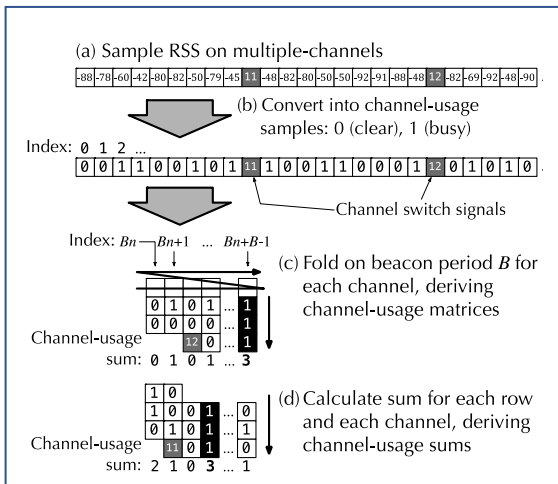 (a) Sample RSS on multiple-channels
-88 -78 -60 -42 -80 -82 -50 -79 -45 11 -48 -82 -80 -50 -50 -92 -91 -88 -48 12 -82 -69 -92 -48 -90 .
(b) Convert into channel-usage
samples: 0 (clear), 1 (busy)
Index: 0 1 2 ...
0 0 1 1 0 0 1 0 1 11 1 0 0 1 1 0 0 0 1 12 0 1 0 1 0 .
Channel switch signals
Index: Bn Bn+1 ... Bn+B-1
(c) Fold on beacon period B for
each channel, deriving
channel-usage matrices
0 1 0 1 ... 1
0 0 0 0 ... 1
12 0 ... 1
Channel-usage
sum: 0 1 0 1 ... 3
(d) Calculate sum for each row
and each channel, deriving
channel-usage sums
1 0
1 0 0 1 ... 0
0 1 0 1 ... 1
11 0 1 ... 0
Channel-usage
sum: 2 1 0 3 ... 1